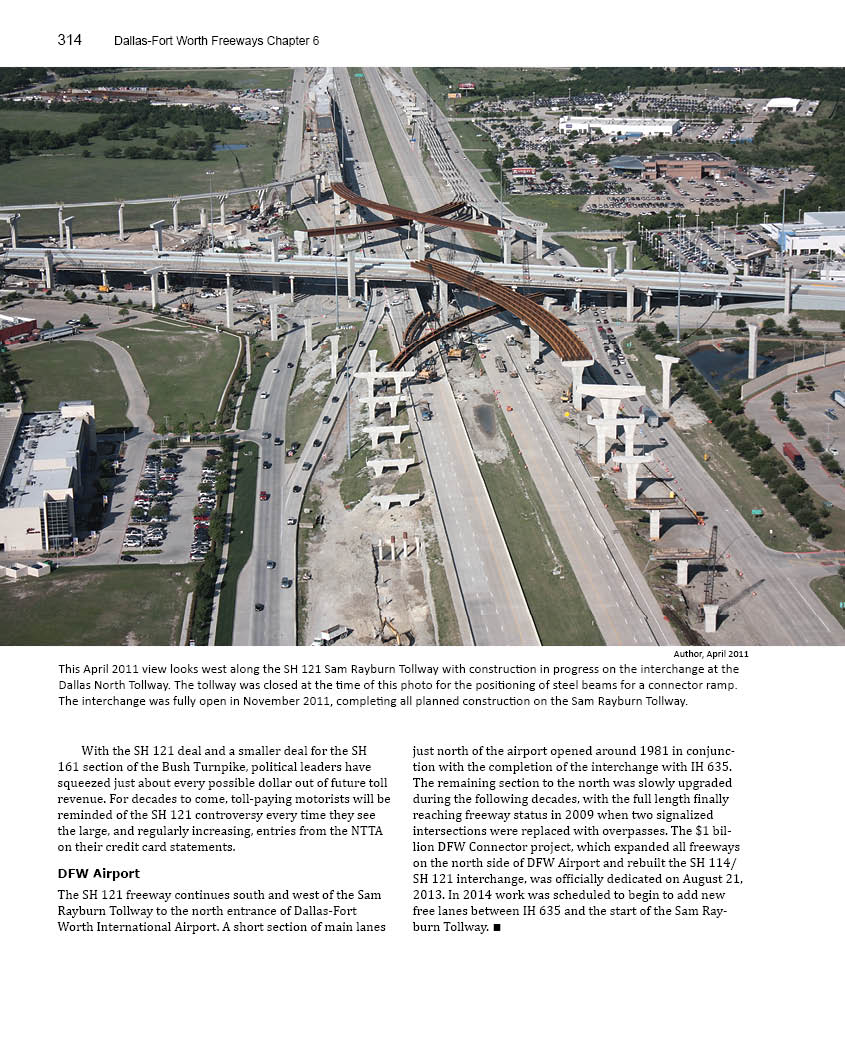 314 Dallas-Fort Worth Freeways Chapter 6
Author, April 2011
This April 2011 view looks west along the SH 121 Sam Rayburn Tollway with construction in progress on the interchange at the
Dallas North Tollway. The tollway was closed at the time of this photo for the positioning of steel beams for a connector ramp.
The interchange was fully open in November 2011, completing all planned construction on the Sam Rayburn Tollway.
With the SH 121 deal and a smaller deal for the SH
161 section of the Bush Turnpike, political leaders have
squeezed just about every possible dollar out of future toll
revenue. For decades to come, toll-paying motorists will be
reminded of the SH 121 controversy every time they see
the large, and regularly increasing, entries from the NTTA
on their credit card statements.
DFW Airport
The SH 121 freeway continues south and west of the Sam
Rayburn Tollway to the north entrance of Dallas-Fort
Worth International Airport. A short section of main lanes
just north of the airport opened around 1981 in conjunc-
tion with the completion of the interchange with IH 635.
The remaining section to the north was slowly upgraded
during the following decades, with the full length finally
reaching freeway status in 2009 when two signalized
intersections were replaced with overpasses. The $1 bil-
lion DFW Connector project, which expanded all freeways
on the north side of DFW Airport and rebuilt the SH 114/
SH 121 interchange, was officially dedicated on August 21,
2013. In 2014 work was scheduled to begin to add new
free lanes between IH 635 and the start of the Sam Ray-
burn Tollway. ■